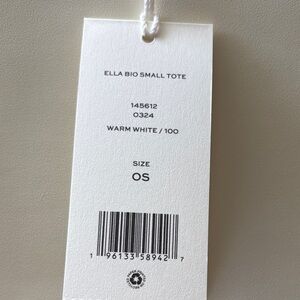 ELLA BIO SMALL TOTE
145612
0324
WARM WHITE / 100
SIZE
OS
1 96133 58942 7